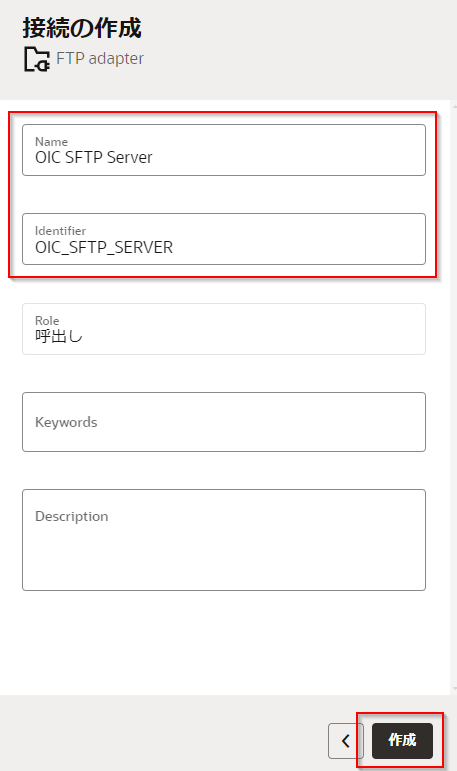 接続の作成
FTP adapter
Name
OIC SFTP Server
Identifier
OIC_SFTP_SERVER
Role
呼出し
Keywords
Description
作成